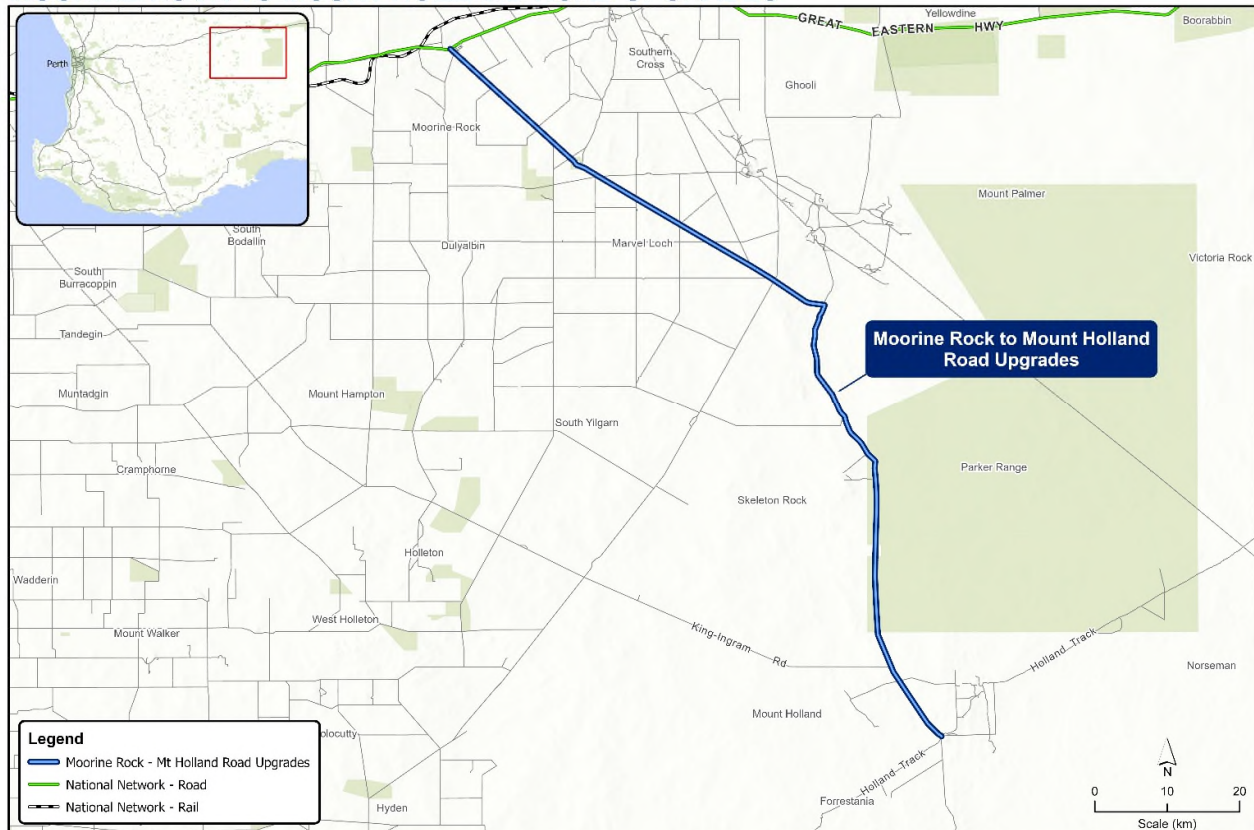 Perth
GREAT EASTERN HWY
Yellowdine
Boorabbin
Southern
Cross
Ghooli
Moorine Rock
Mount Palmer
South
Bodallin
Dulyalbin
Marvel Loch
Victoria Rock
South
Burracoppin
Tandegin
Moorine Rock to Mount Holland
Road Upgrades
Muntadgin
Mount Hampton
South Yilgarn
Cramphorne
Parker Range
Skeleton Rock
Holleton
Wadderin
West Holleton
Mount Walker
King-Ingram Rd
Holland Track
Norseman
Mount Holland
Legend
Moorine Rock - Mt Holland Road Upgrades
National Network - Road
National Network - Rail
olocutty
Hyden
Holland Track
Forrestania
N
0 10 20
Scale (km)